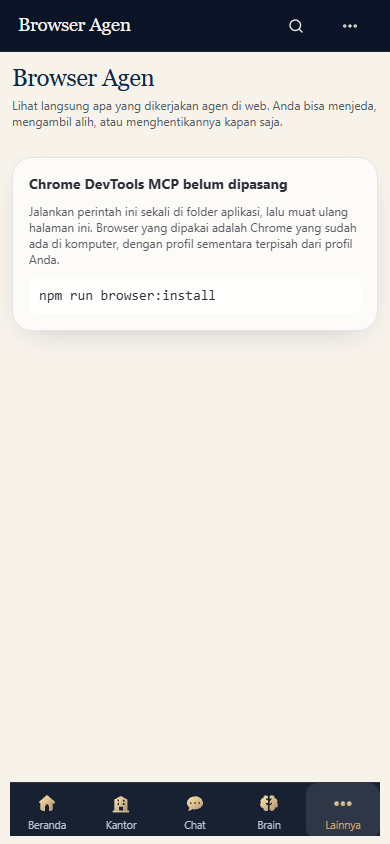 Browser Agen
Browser Agen
Lihat langsung apa yang dikerjakan agen di web. Anda bisa menjeda,
mengambil alih, atau menghentikannya kapan saja.
Chrome DevTools MCP belum dipasang
Jalankan perintah ini sekali di folder aplikasi, lalu muat ulang
halaman ini. Browser yang dipakai adalah Chrome yang sudah
ada di komputer, dengan profil sementara terpisah dari profil
Anda.
npm run browser:install
Beranda Kantor Chat Brain Lainnya